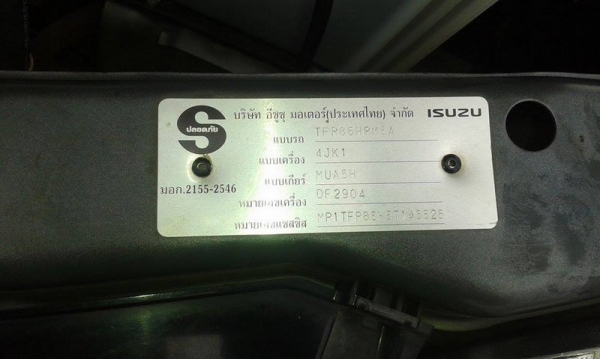 บริษัท อีซูซุ มอเตอร์(ประเทศไทย) จำกัด ISUZU
S
ปลอดภัย
แบบรถ
แบบเครื่อง 4JK1
แบบเกียร์ MUA5H
มอก.2155-2546
หมายเลขเครื่อง DF2904
หมายเลขแชสซิส